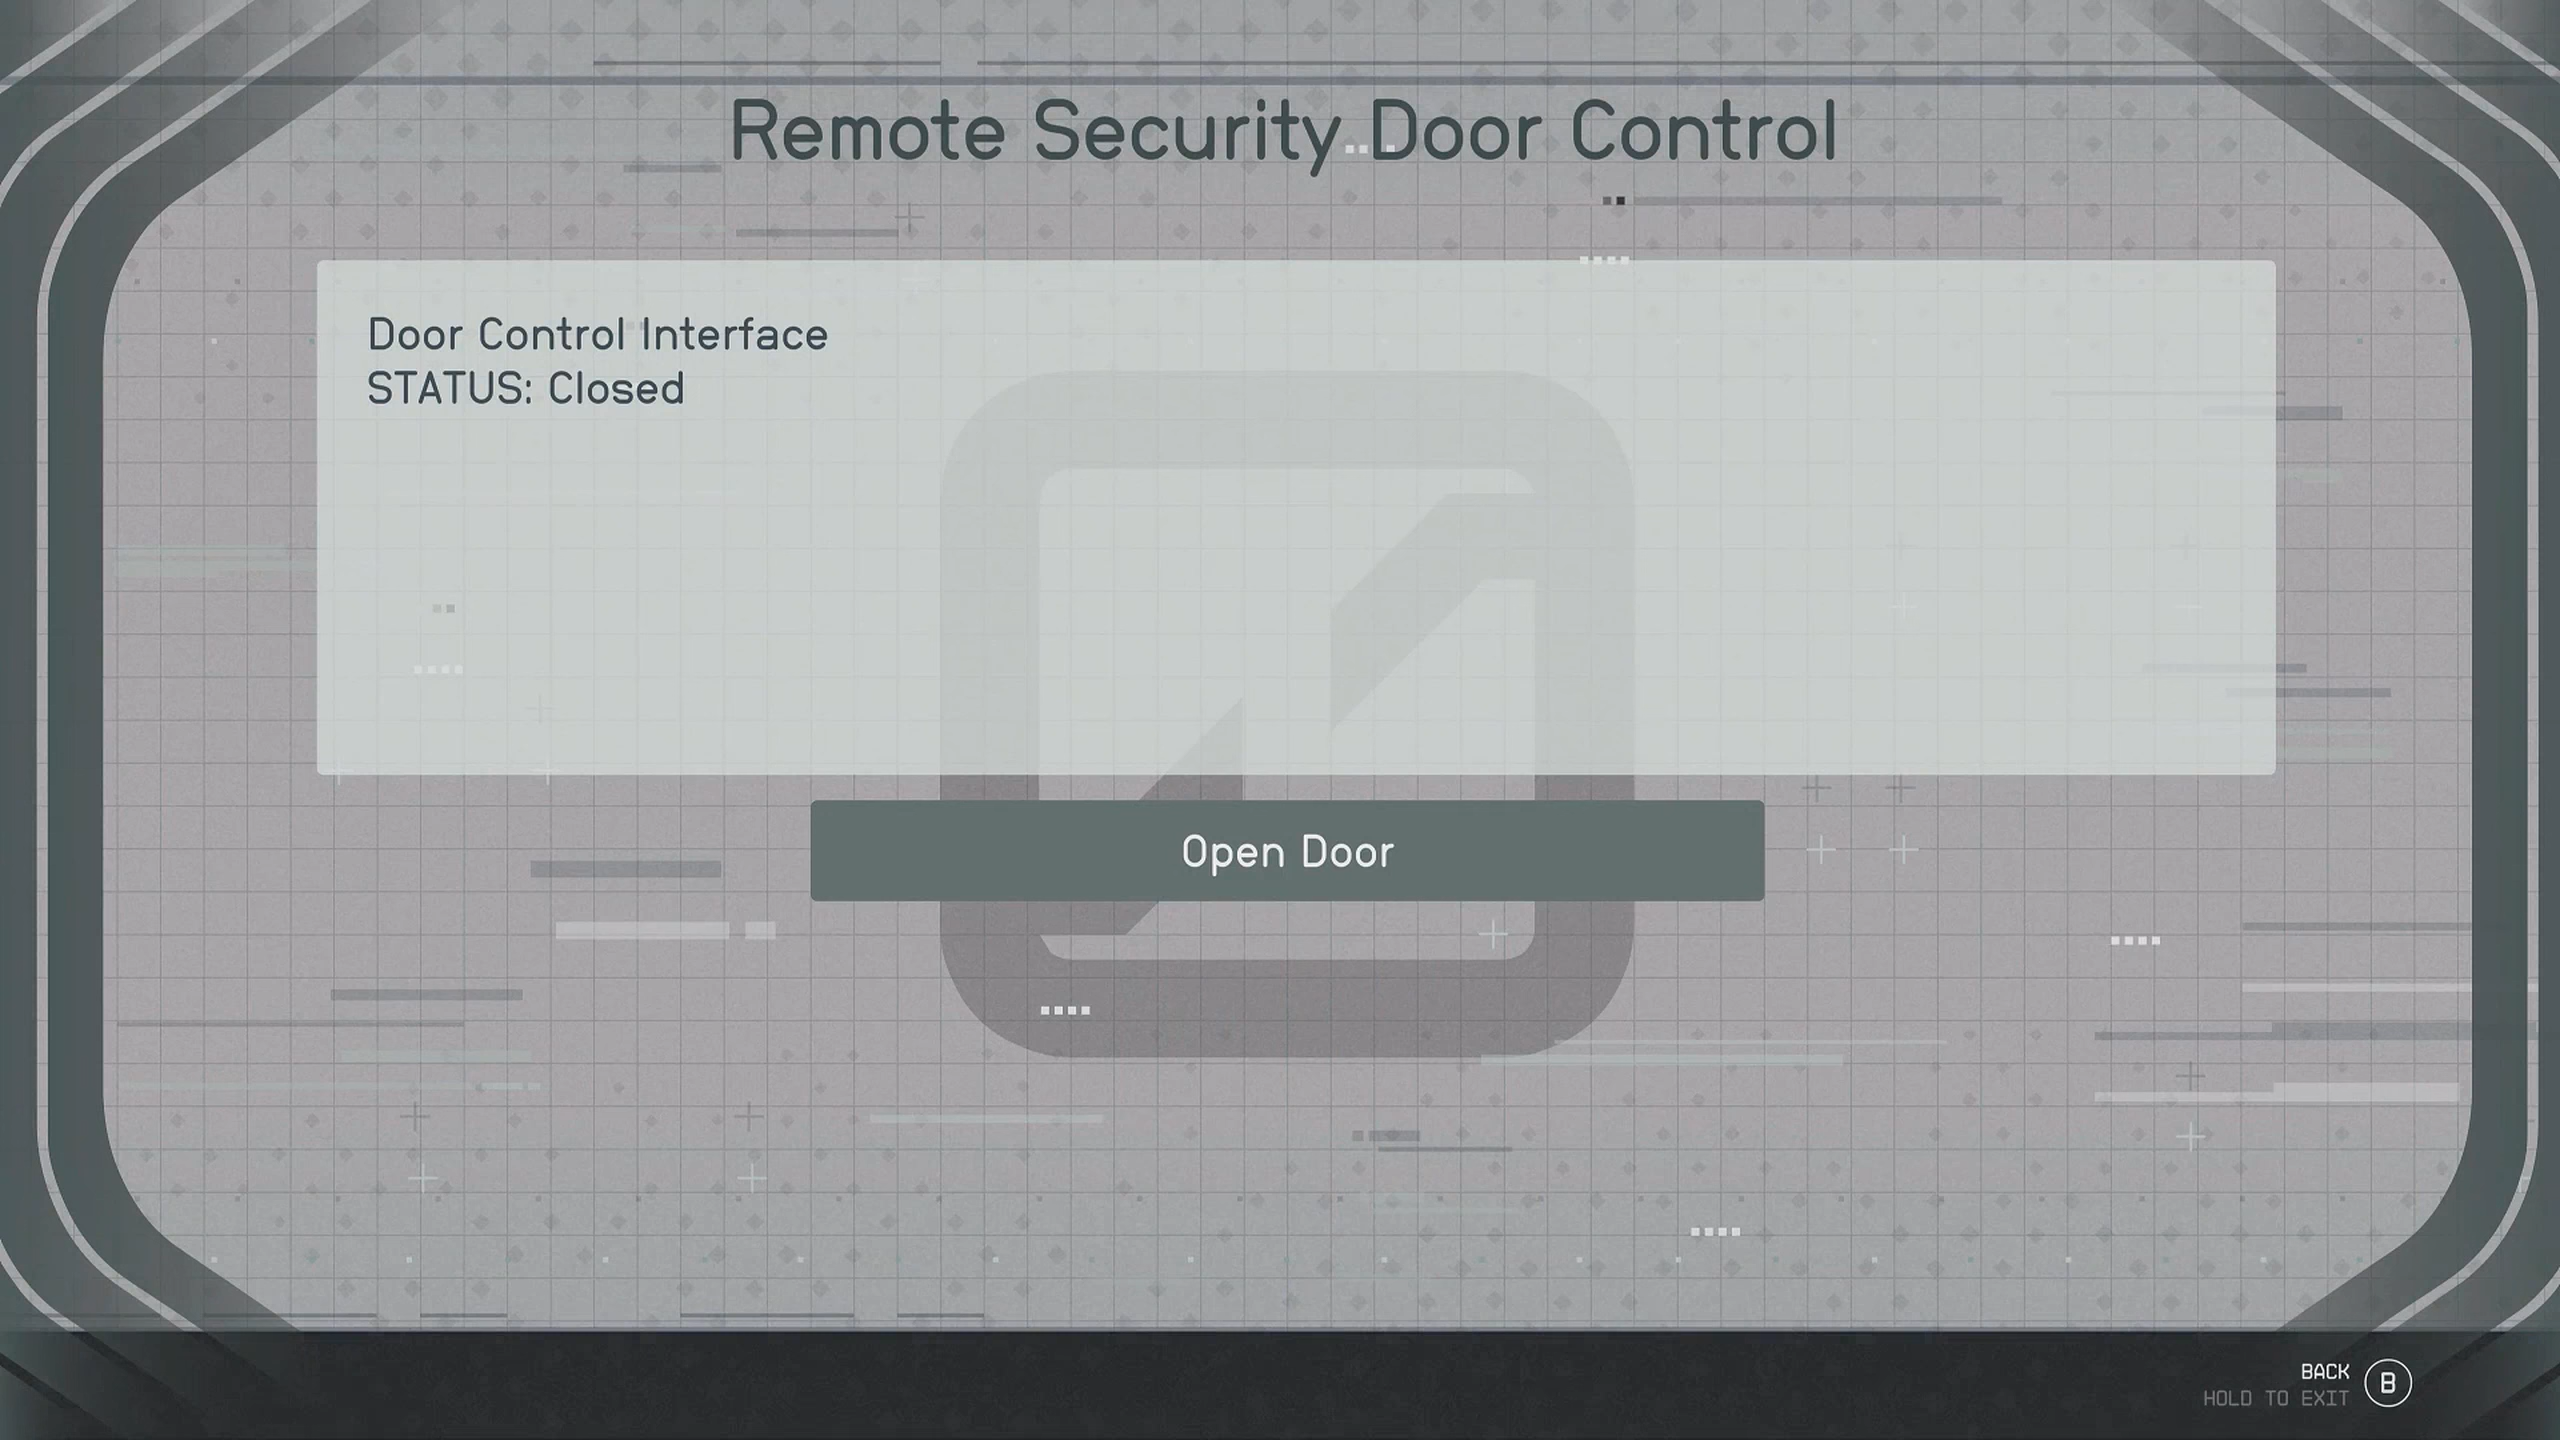 Remote Security Door Control
Door Control Interface
STATUS: Closed
Open Door
BACK
HOLD TO EXIT
B